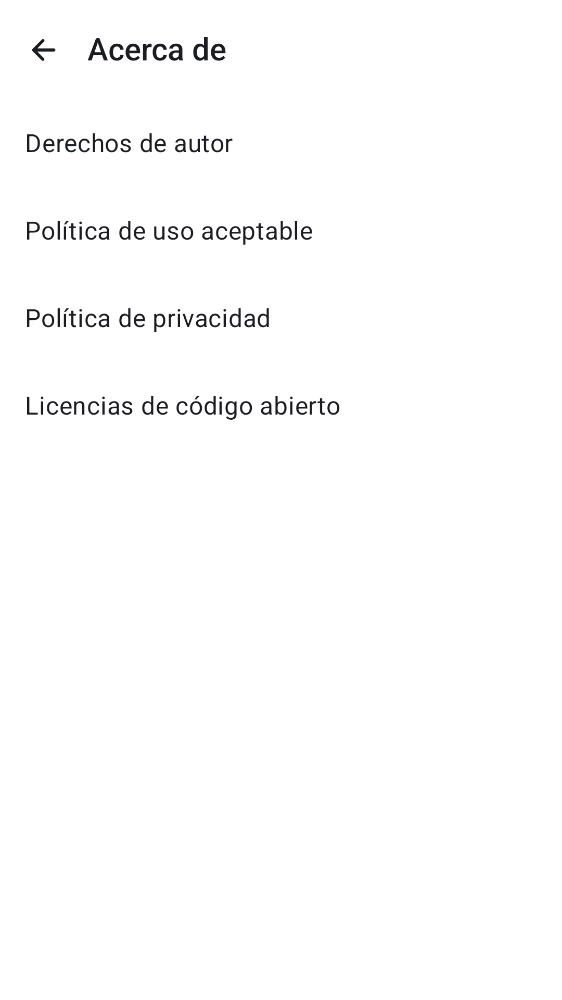 Acerca de
Derechos de autor
Política de uso aceptable
Política de privacidad
Licencias de código abierto